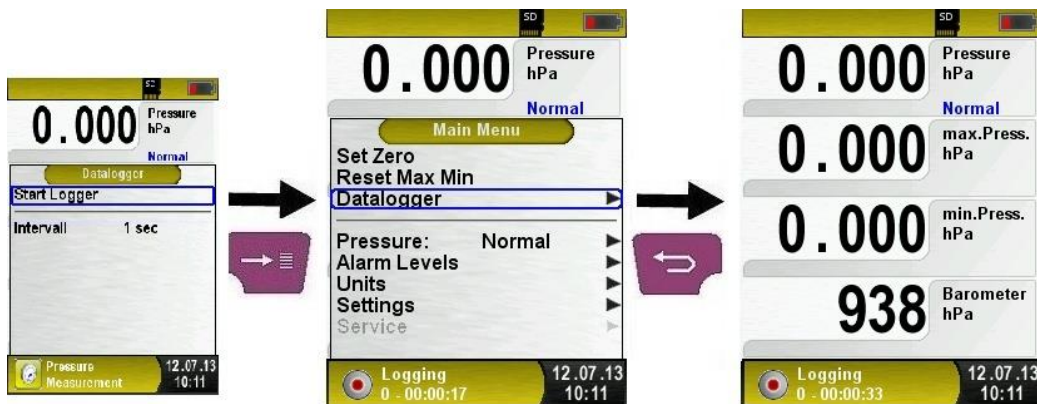 SD
0.000 Pressure
hPa
Normal
Datalogger
Start Logger
Intervall 1 sec
Pressure
Measurement
12.07.13
10:11
SD
0.000 Pressure
hPa
Normal
Main Menu
Set Zero
Reset Max Min
Datalogger
Pressure: Normal
Alarm Levels
Units
Settings
Service
Logging
0 - 00:00:17
12.07.13
10:11
SD
0.000 Pressure
hPa
Normal
0.000 max.Press.
hPa
0.000 min.Press.
hPa
938 Barometer
hPa
Logging
0 - 00:00:33
12.07.13
10:11